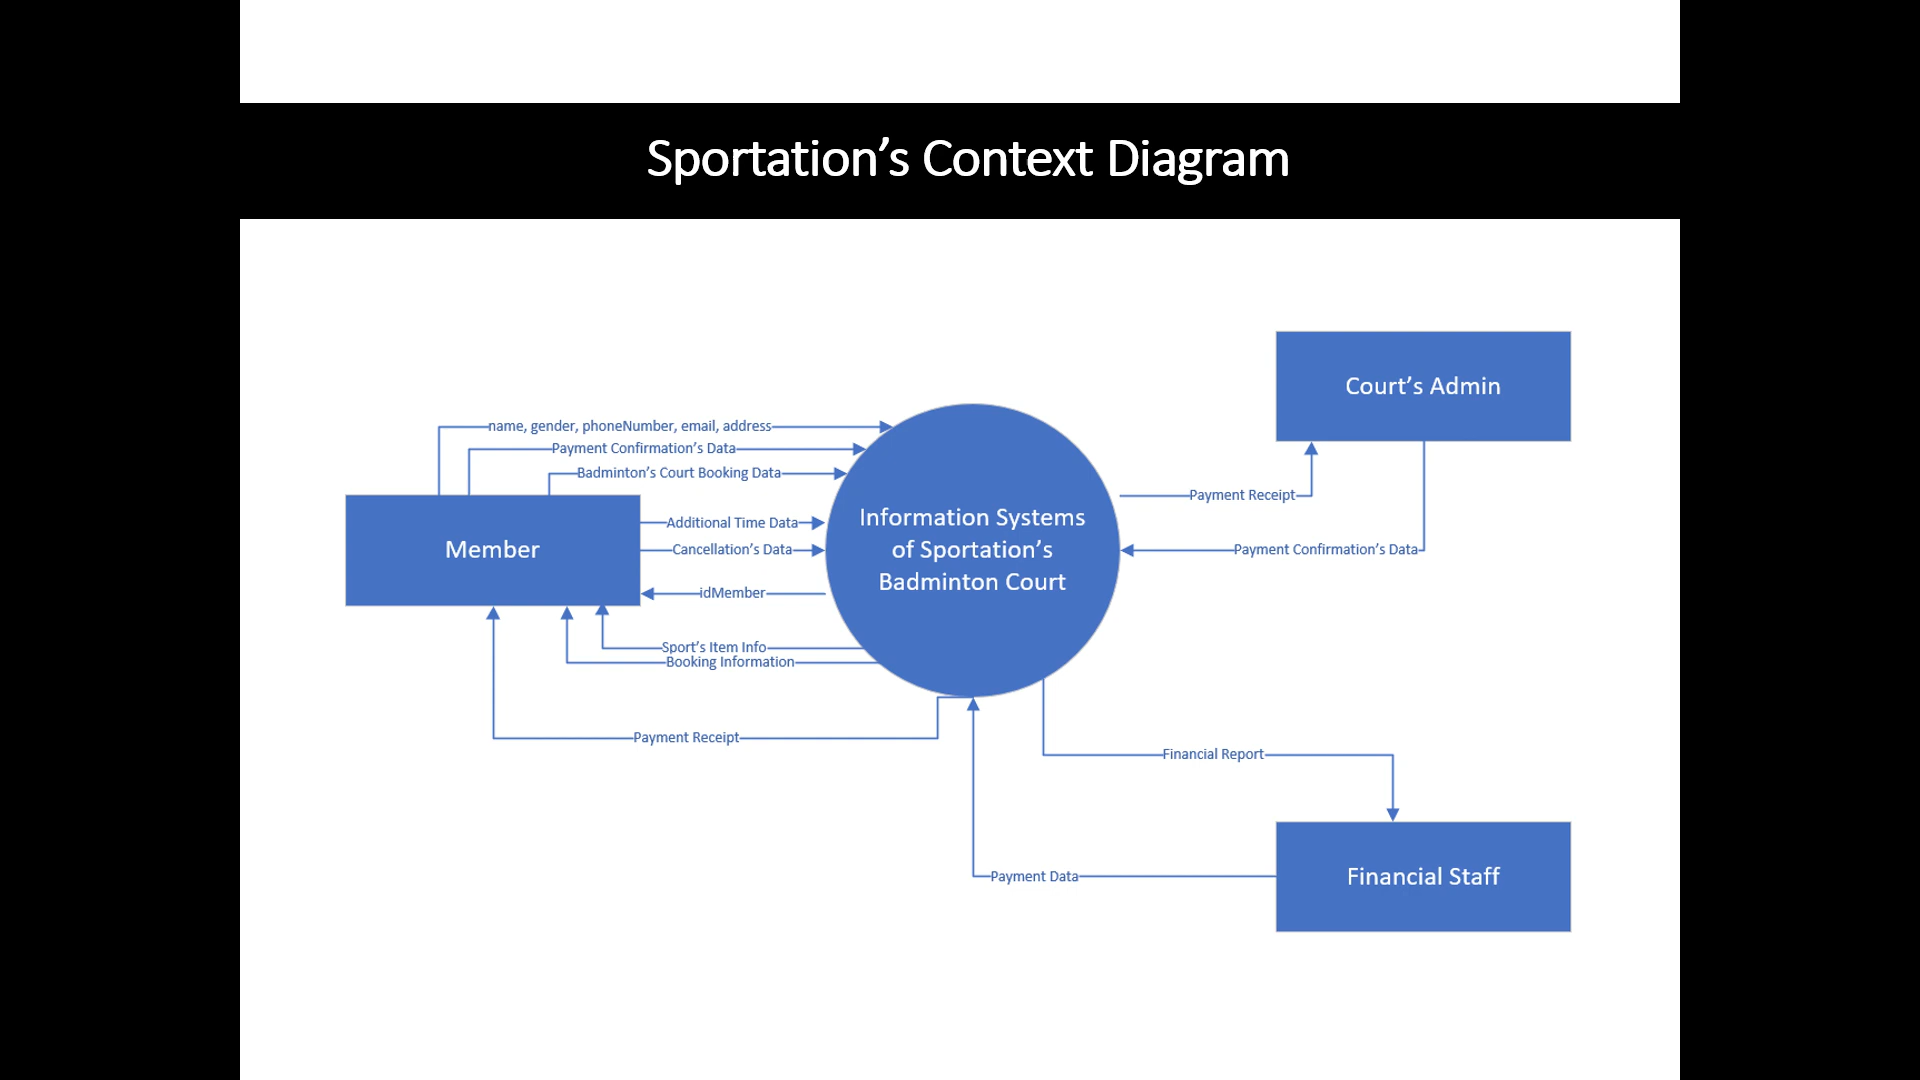 Sportation’s Context Diagram
Court’s Admin
name, gender, phoneNumber, email, address
Payment Confirmation’s Data
Badminton’s Court Booking Data
Payment Receipt
Information Systems
of Sportation’s
Badminton Court
Additional Time Data
Member
Cancellation’s Data
Payment Confirmation’s Data
idMember
Sport’s Item Info
Booking Information
Payment Receipt
Financial Report
Payment Data
Financial Staff